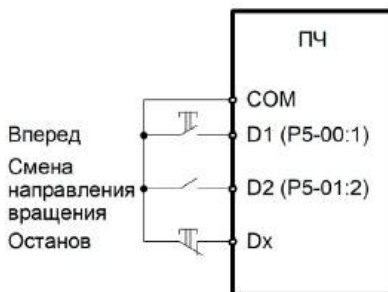 ПЧ
COM
Вперед
D1 (P5-00:1)
Смена
направления
вращения
D2 (P5-01:2)
Останов
Dx